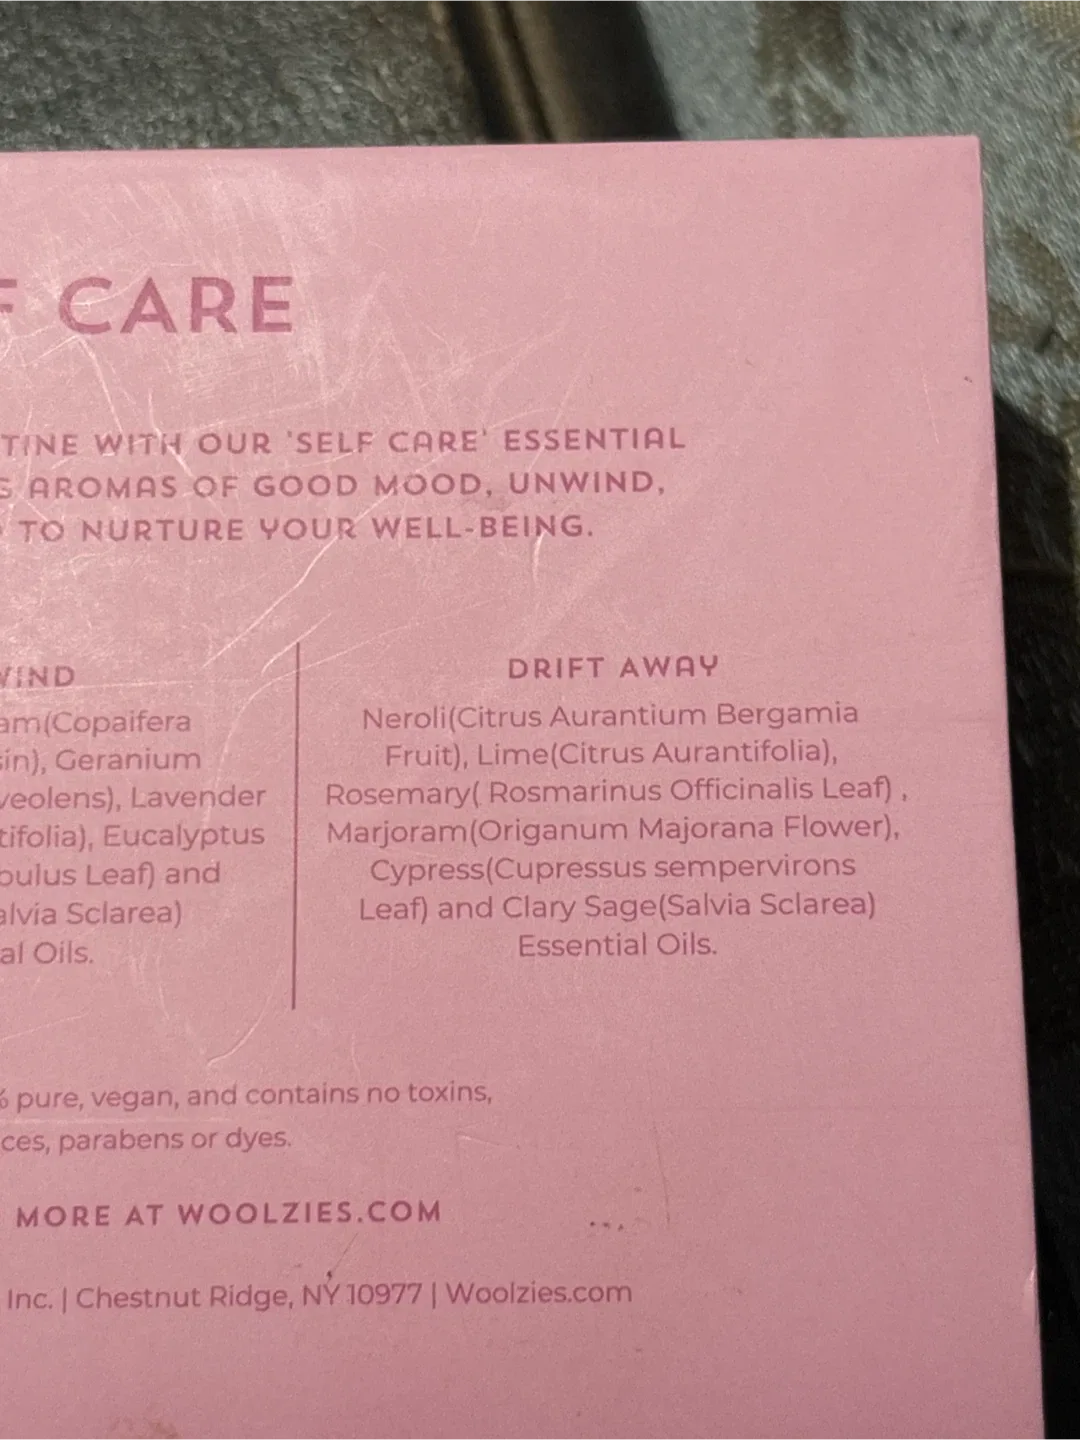 F CARE
TINE WITH OUR 'SELF CARE' ESSENTIAL
S AROMAS OF GOOD MOOD, UNWIND,
TO NURTURE YOUR WELL-BEING.
WIND
am(Copaifera
sin), Geranium
veolens), Lavender
tifolia), Eucalyptus
bulus Leaf) and
alvia Sclarea)
al Oils.
DRIFT AWAY
Neroli(Citrus Aurantium Bergamia
Fruit), Lime(Citrus Aurantifolia),
Rosemary( Rosmarinus Officinalis Leaf) ,
Marjoram(Origanum Majorana Flower),
Cypress(Cupressus sempervirons
Leaf) and Clary Sage(Salvia Sclarea)
Essential Oils.
% pure, vegan, and contains no toxins,
ces, parabens or dyes.
MORE AT WOOLZIES.COM
Inc. | Chestnut Ridge, NY 10977 | Woolzies.com